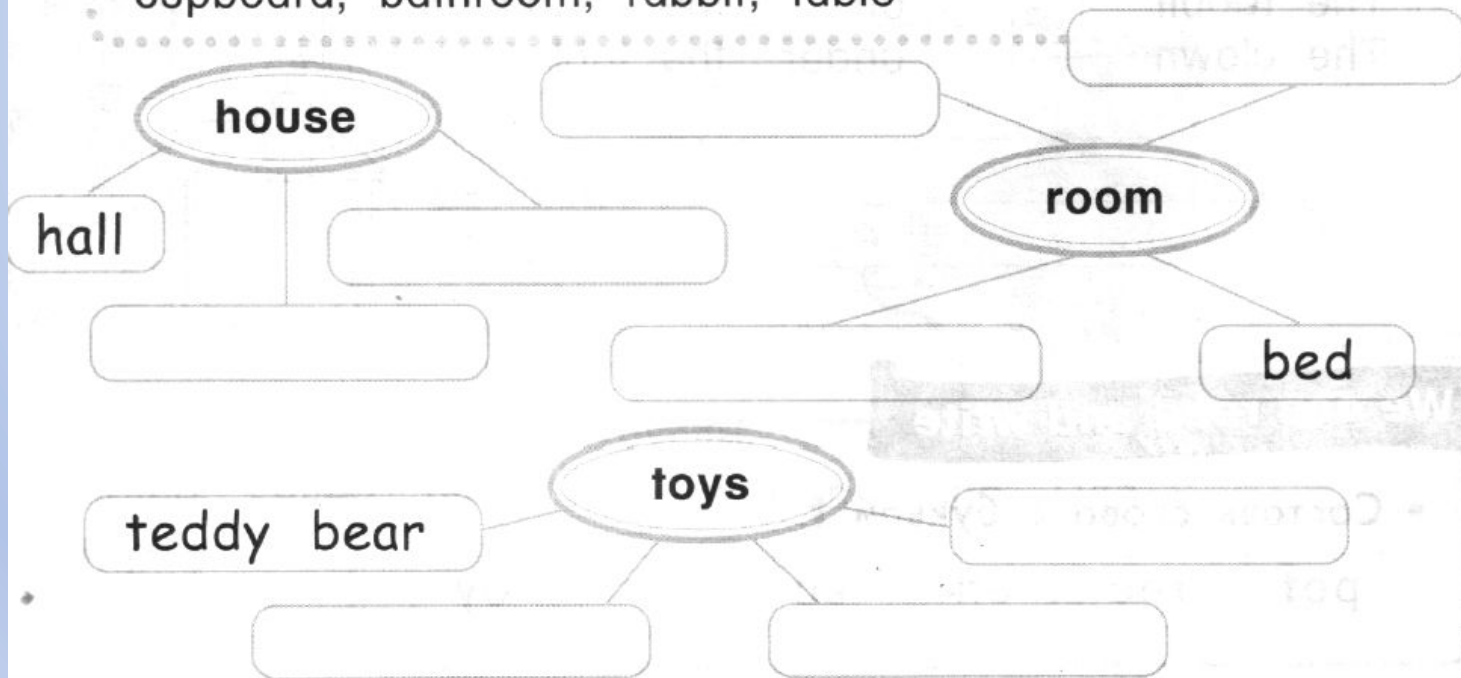 cupboard, bathroom, rabbit, table
house
room
hall
bed
toys
teddy bear